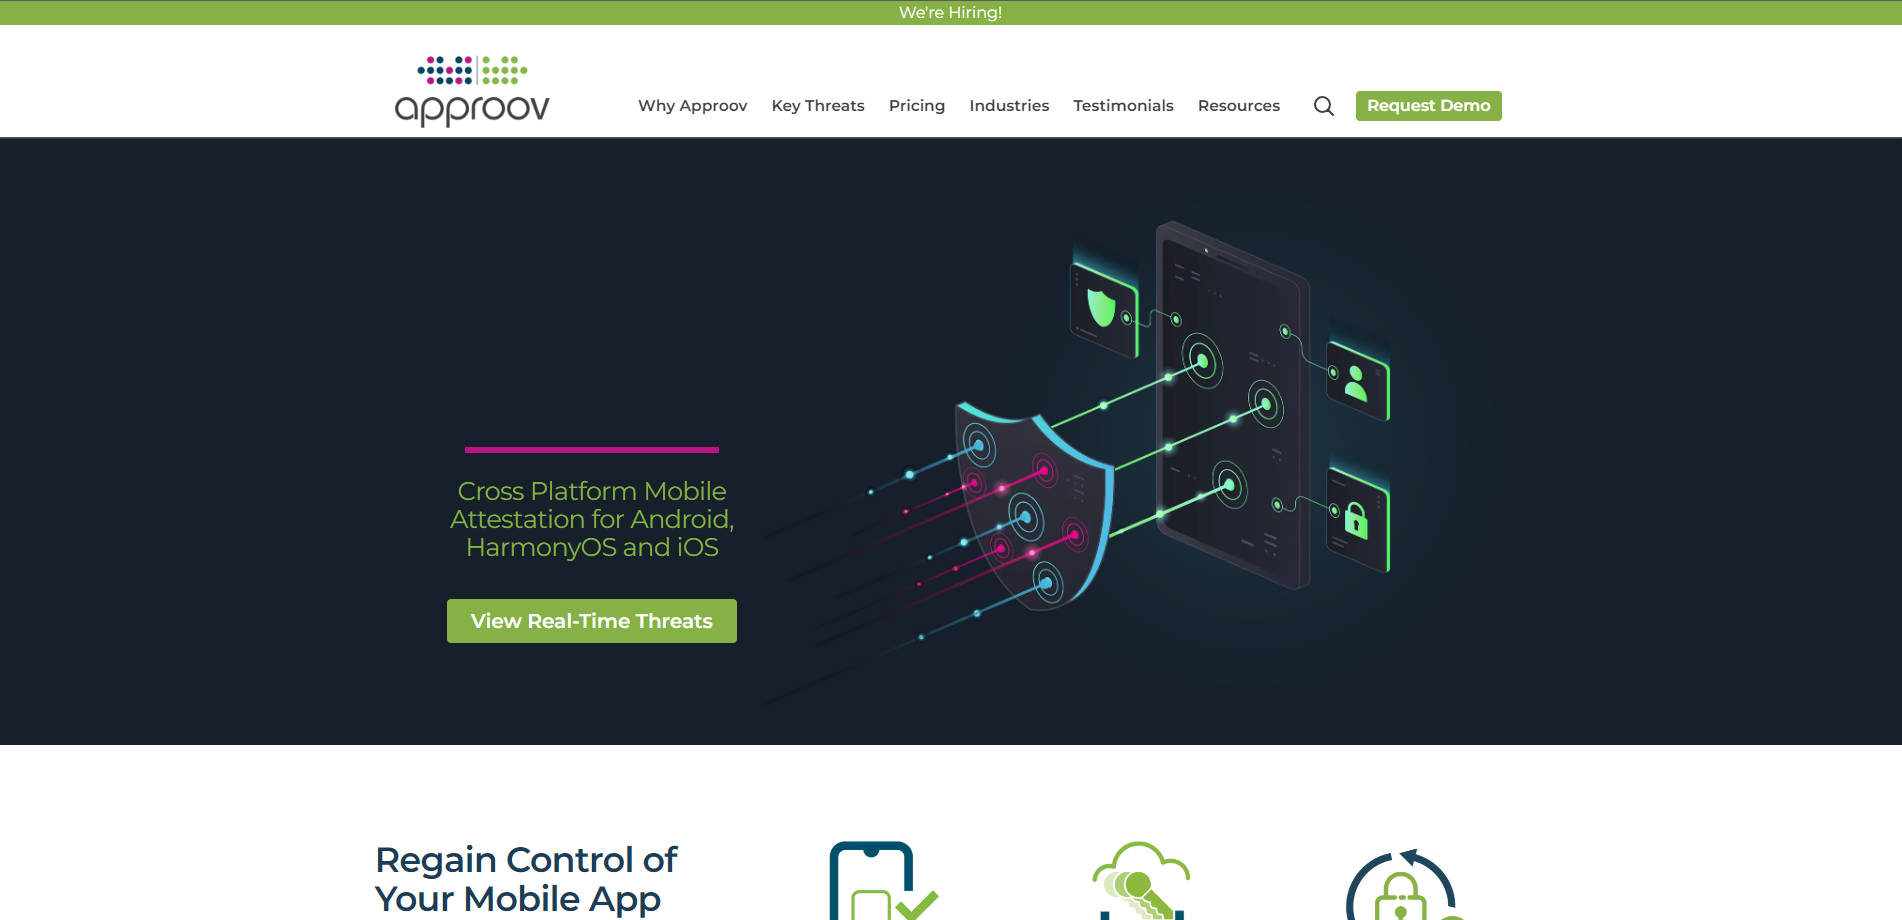 We're Hiring!
approov
Why Approov
Key Threats
Pricing
Industries
Testimonials
Resources
Request Demo
Cross Platform Mobile
Attestation for Android,
HarmonyOS and iOS
View Real-Time Threats
Regain Control of
Your Mobile App